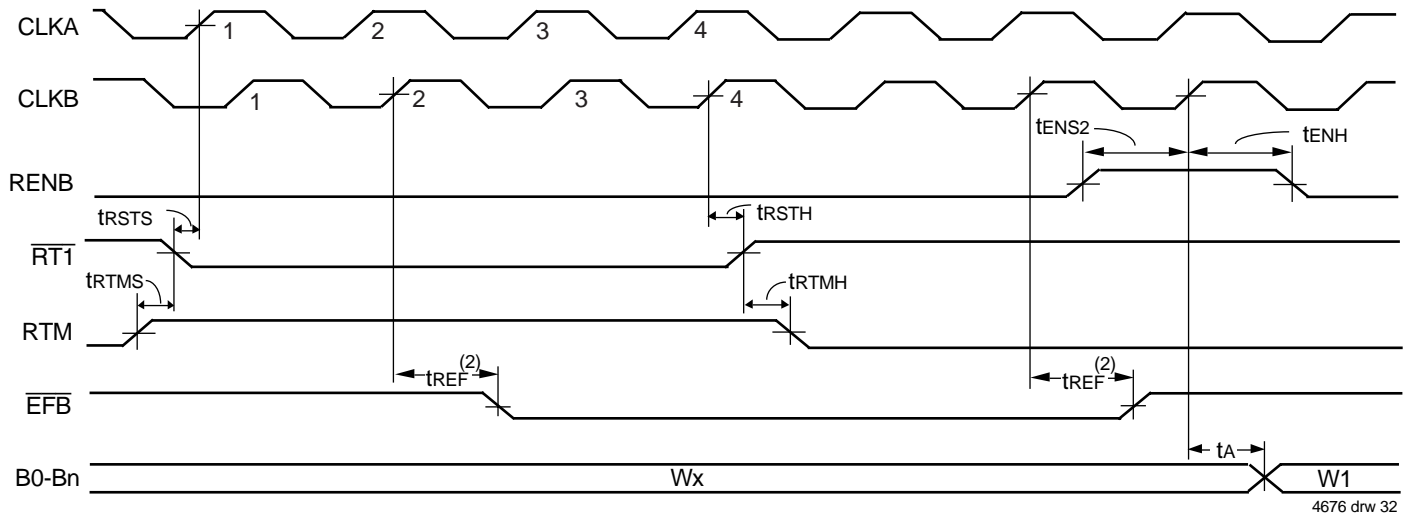 CLKA 1 2 3 4
CLKB 1 2 3 4
tENS2 tENH
RENB
tRSTS tRSTH
RT1
tRTMS tRTMH
RTM
tREF(2) tREF(2)
EFB
tA
B0-Bn Wx W1
4676 drw 32